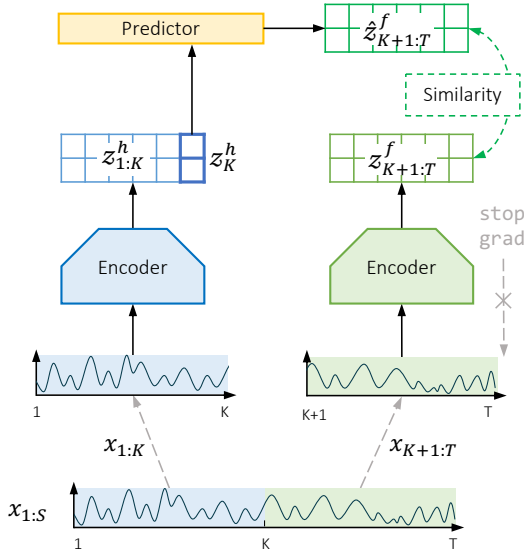 Predictor
ẑ^f_{K+1:T}
Similarity
z^h_{1:K}
z^h_K
z^f_{K+1:T}
stop
grad
Encoder
Encoder
1
K
K+1
T
x_{1:K}
x_{K+1:T}
x_{1:S}
1
K
T